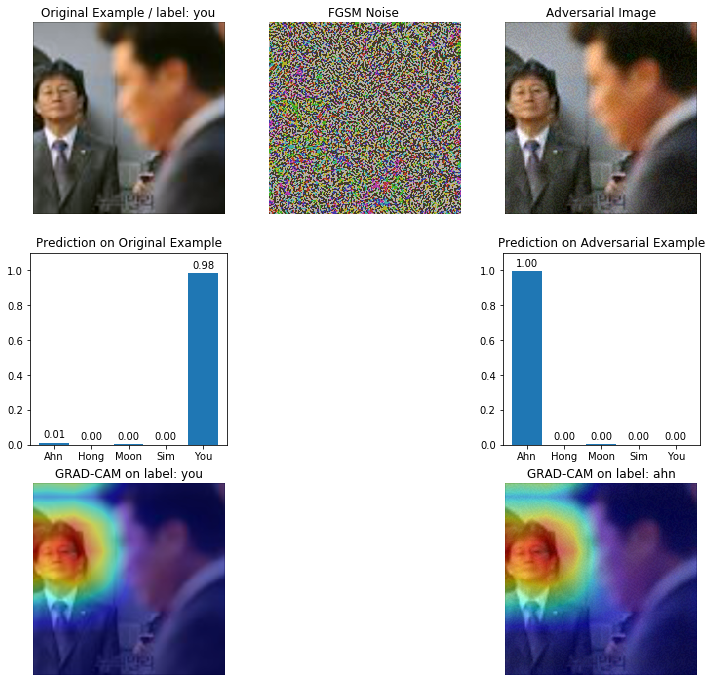 Original Example / label: you
FGSM Noise
Adversarial Image
Prediction on Original Example
Prediction on Adversarial Example
1.0
0.8
0.6
0.4
0.2
0.0
0.01
0.00
0.00
0.00
0.98
Ahn
Hong
Moon
Sim
You
1.0
0.8
0.6
0.4
0.2
0.0
1.00
0.00
0.00
0.00
0.00
Ahn
Hong
Moon
Sim
You
GRAD-CAM on label: you
GRAD-CAM on label: ahn